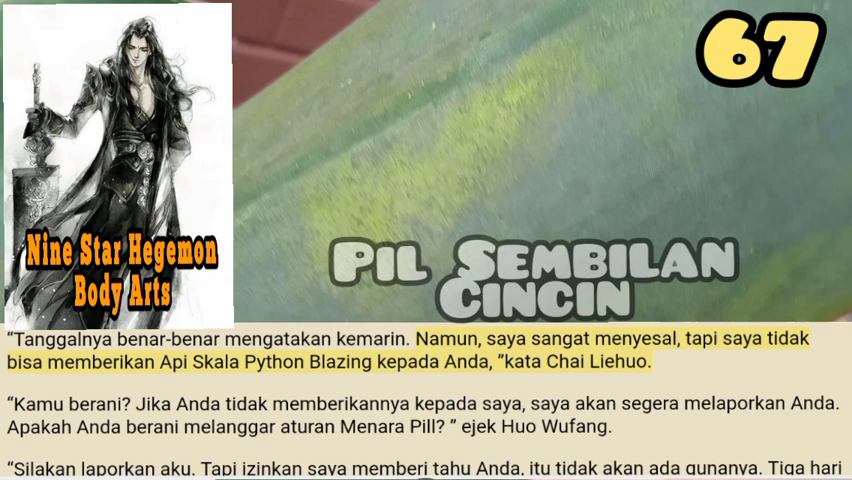 67
Nine Star Hegemon
Body Arts
Pil Sembilan
Cincin
“Tanggalnya benar-benar mengatakan kemarin. Namun, saya sangat menyesal, tapi saya tidak
bisa memberikan Api Skala Python Blazing kepada Anda, ”kata Chai Liehuo.
“Kamu berani? Jika Anda tidak memberikannya kepada saya, saya akan segera melaporkan Anda.
Apakah Anda berani melanggar aturan Menara Pill? ” ejek Huo Wufang.
“Silakan laporkan aku. Tapi izinkan saya memberi tahu Anda, itu tidak akan ada gunanya. Tiga hari